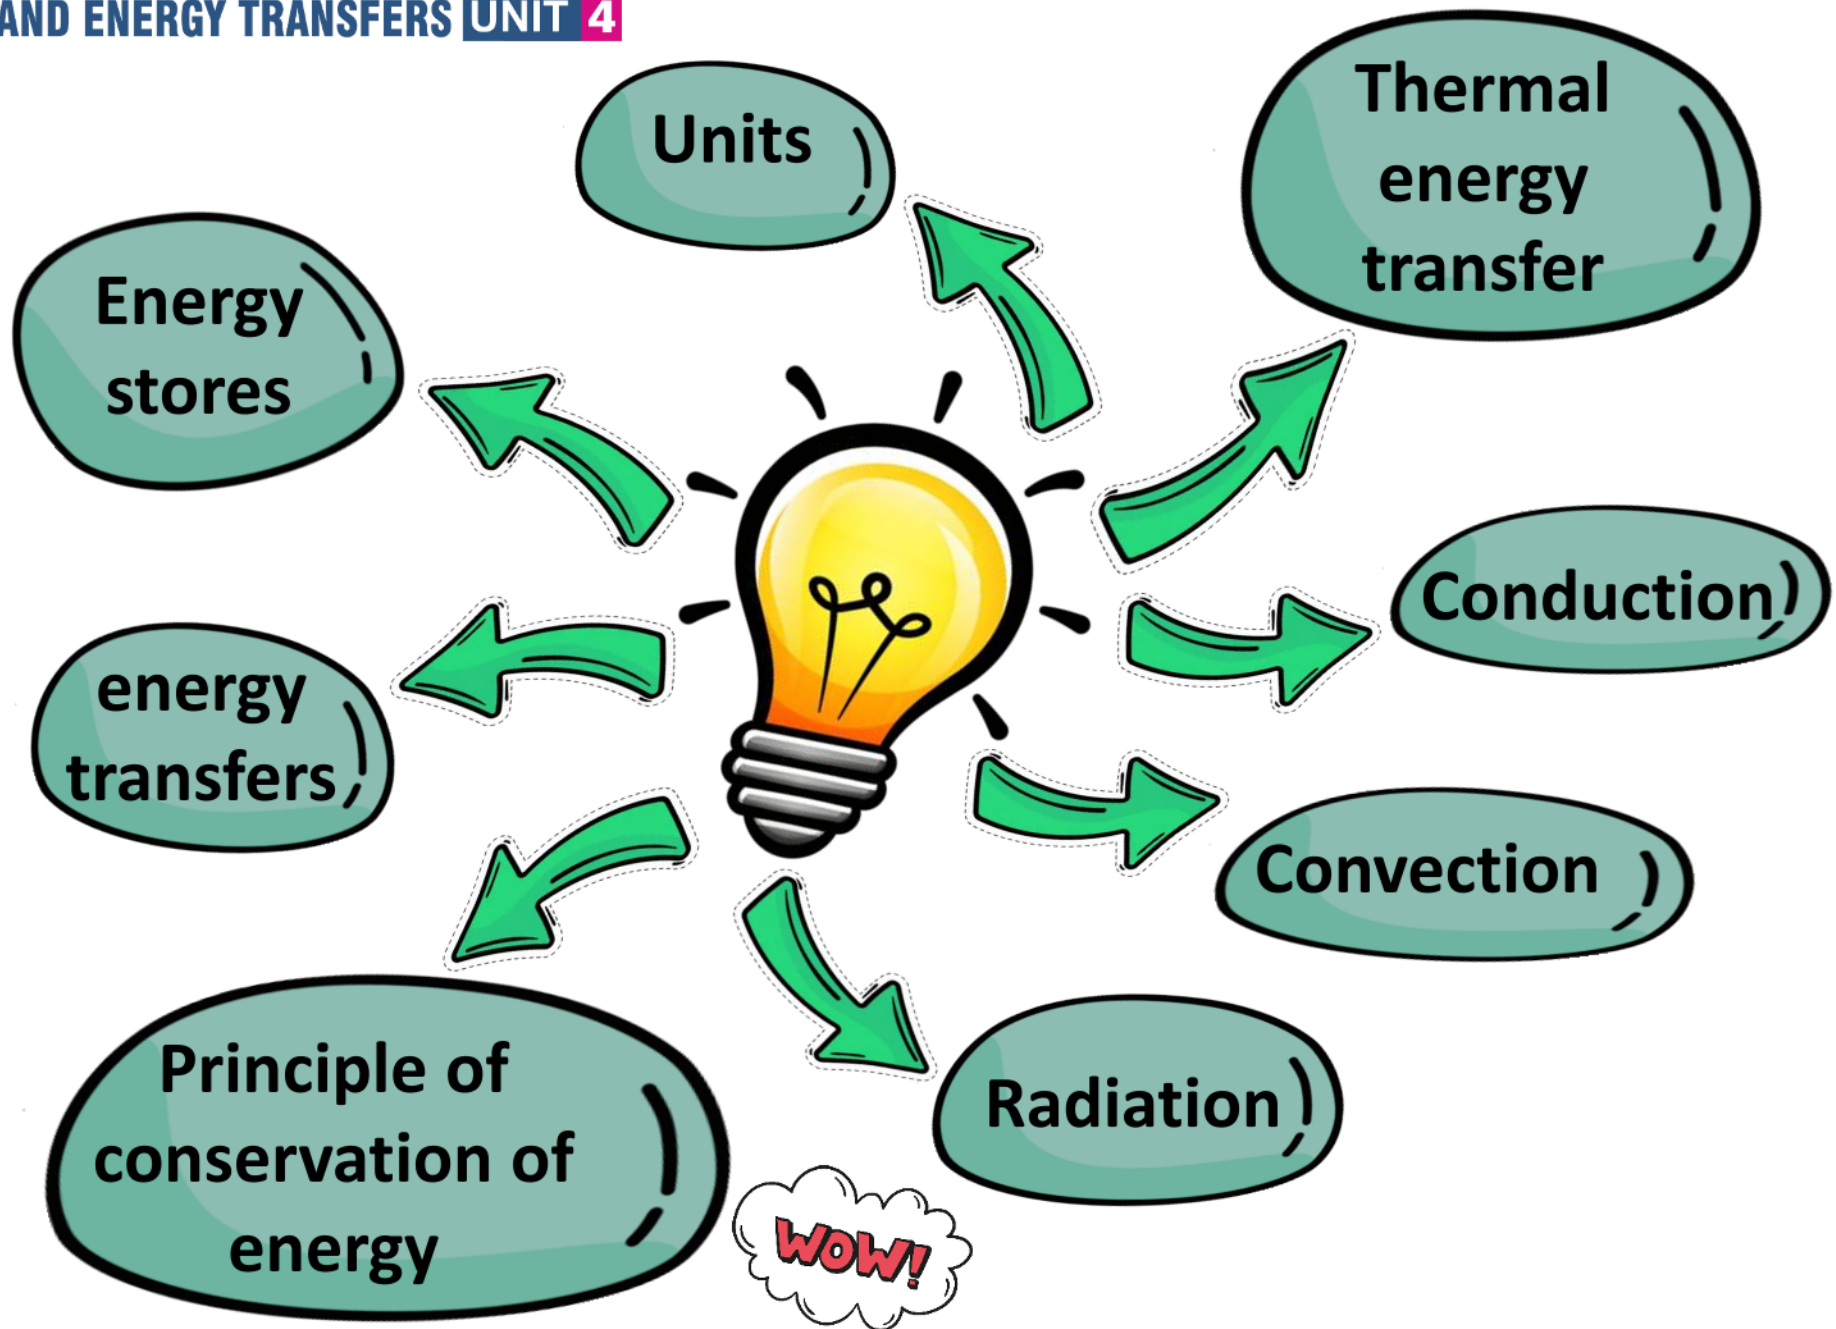 AND ENERGY TRANSFERS UNIT 4
Units
Thermal
energy
transfer
Energy
stores
Conduction
energy
transfers
Convection
Principle of
conservation of
energy
Radiation
WOW!